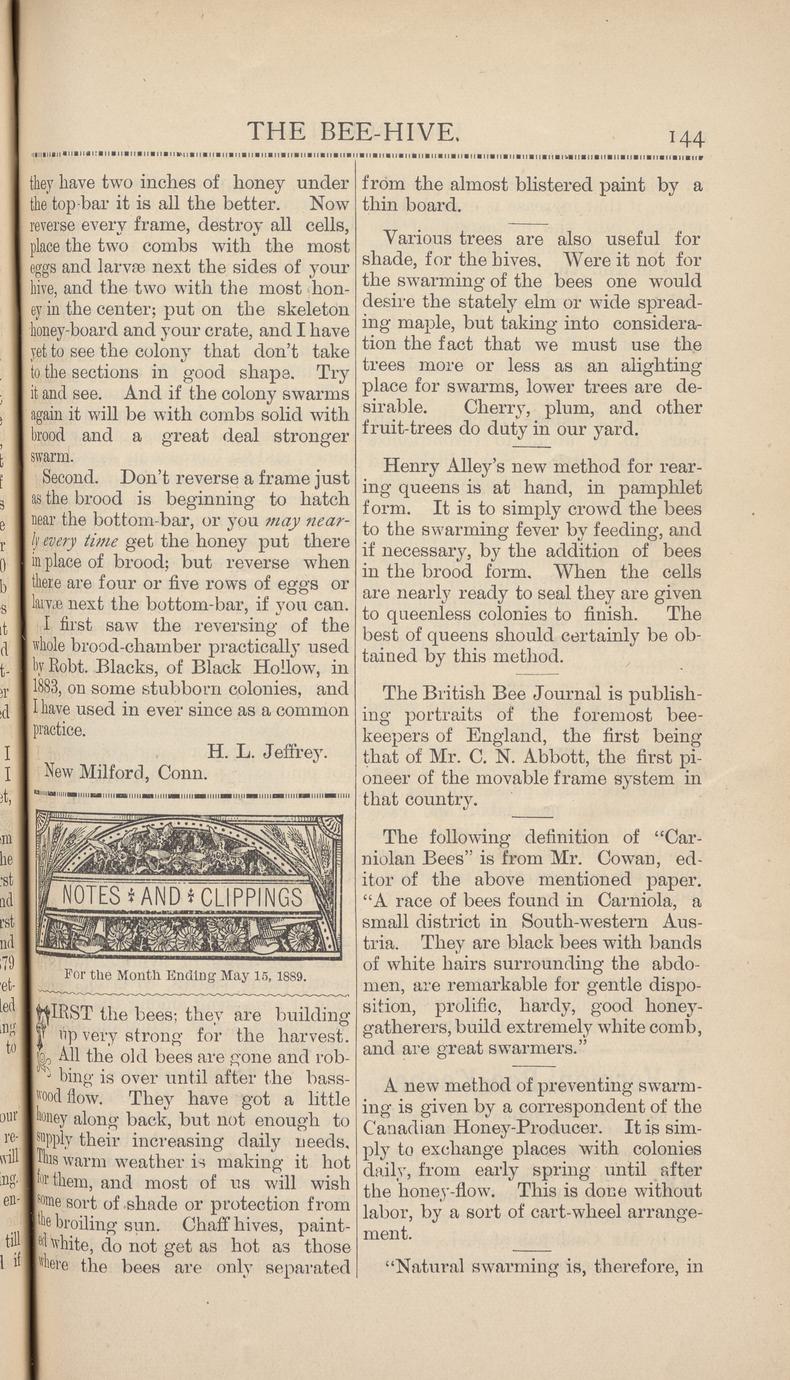 THE BEE-HIVE.
144
they have two inches of honey under
the top-bar it is all the better. Now
reverse every frame, destroy all cells,
place the two combs with the most
eggs and larvæ next the sides of your
hive, and the two with the most hon-
ey in the center; put on the skeleton
honey-board and your crate, and I have
yet to see the colony that don't take
to the sections in good shape. Try
it and see. And if the colony swarms
again it will be with combs solid with
brood and a great deal stronger
swarm.
Second. Don't reverse a frame just
as the brood is beginning to hatch
near the bottom-bar, or you may near-
ly every time get the honey put there
in place of brood; but reverse when
there are four or five rows of eggs or
larvæ next the bottom-bar, if you can.
I first saw the reversing of the
whole brood-chamber practically used
by Robt. Blacks, of Black Hollow, in
1883, on some stubborn colonies, and
I have used in ever since as a common
practice.
H. L. Jeffrey.
New Milford, Conn.
NOTES AND CLIPPINGS
For the Month Ending May 15, 1889.
FIRST the bees; they are building
up very strong for the harvest.
All the old bees are gone and rob-
bing is over until after the bass-
wood flow. They have got a little
honey along back, but not enough to
supply their increasing daily needs.
This warm weather is making it hot
for them, and most of us will wish
some sort of shade or protection from
the broiling sun. Chaff hives, paint-
ed white, do not get as hot as those
where the bees are only separated
from the almost blistered paint by a
thin board.
Various trees are also useful for
shade, for the hives. Were it not for
the swarming of the bees one would
desire the stately elm or wide spread-
ing maple, but taking into considera-
tion the fact that we must use the
trees more or less as an alighting
place for swarms, lower trees are de-
sirable. Cherry, plum, and other
fruit-trees do duty in our yard.
Henry Alley's new method for rear-
ing queens is at hand, in pamphlet
form. It is to simply crowd the bees
to the swarming fever by feeding, and
if necessary, by the addition of bees
in the brood form. When the cells
are nearly ready to seal they are given
to queenless colonies to finish. The
best of queens should certainly be ob-
tained by this method.
The British Bee Journal is publish-
ing portraits of the foremost bee-
keepers of England, the first being
that of Mr. C. N. Abbott, the first pi-
oneer of the movable frame system in
that country.
The following definition of "Car-
niolan Bees" is from Mr. Cowan, ed-
itor of the above mentioned paper.
"A race of bees found in Carniola, a
small district in South-western Aus-
tria. They are black bees with bands
of white hairs surrounding the abdo-
men, are remarkable for gentle dispo-
sition, prolific, hardy, good honey-
gatherers, build extremely white comb,
and are great swarmers."
A new method of preventing swarm-
ing is given by a correspondent of the
Canadian Honey-Producer. It is sim-
ply to exchange places with colonies
daily, from early spring until after
the honey-flow. This is done without
labor, by a sort of cart-wheel arrange-
ment.
"Natural swarming is, therefore, in